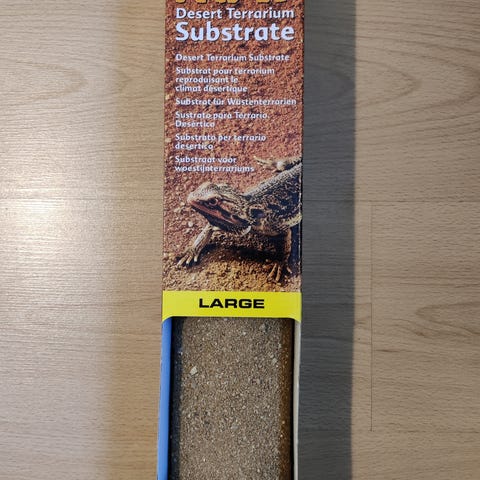 Desert Terrarium
Substrate
Desert Terrarium Substrate
Substrat pour terrarium
reproduisant le
climat désertique
Substrat für Wüstenterrarien
Sustrato para Terrario
Desértico
Substrato per terrario
desertico
Substraat voor
woestijnterrariums
LARGE